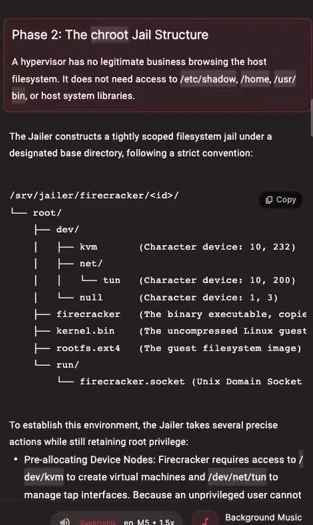 Phase 2: The chroot Jail Structure
A hypervisor has no legitimate business browsing the host
filesystem. It does not need access to /etc/shadow, /home, /usr/
bin, or host system libraries.
The Jailer constructs a tightly scoped filesystem jail under a
designated base directory, following a strict convention:
/srv/jailer/firecracker/<id>/
Copy
└── root/
├── dev/
│ ├── kvm (Character device: 10, 232)
│ ├── net/
│ │ └── tun (Character device: 10, 200)
│ └── null (Character device: 1, 3)
├── firecracker (The binary executable, copie
├── kernel.bin (The uncompressed Linux guest
├── rootfs.ext4 (The guest filesystem image)
└── run/
└── firecracker.socket (Unix Domain Socket
To establish this environment, the Jailer takes several precise
actions while still retaining root privilege:
• Pre-allocating Device Nodes: Firecracker requires access to /
dev/kvm to create virtual machines and /dev/net/tun to
manage tap interfaces. Because an unprivileged user cannot
Supersonic en_M5 • 1.5x
Background Music